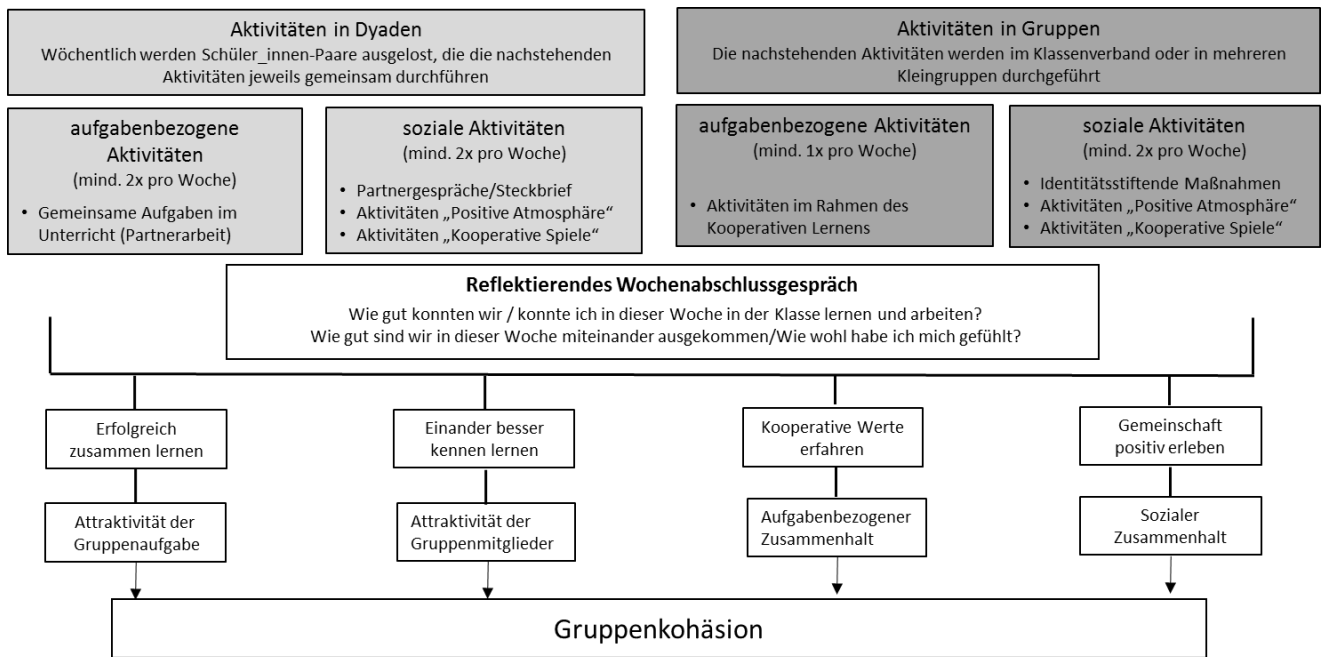 Aktivitäten in Dyaden
Wöchentlich werden Schüler_innen-Paare ausgelost, die die nachstehenden
Aktivitäten jeweils gemeinsam durchführen
Aktivitäten in Gruppen
Die nachstehenden Aktivitäten werden im Klassenverband oder in mehreren
Kleingruppen durchgeführt
aufgabenbezogene
Aktivitäten
(mind. 2x pro Woche)
• Gemeinsame Aufgaben im
Unterricht (Partnerarbeit)
soziale Aktivitäten
(mind. 2x pro Woche)
• Partnergespräche/Steckbrief
• Aktivitäten „Positive Atmosphäre“
• Aktivitäten „Kooperative Spiele“
aufgabenbezogene Aktivitäten
(mind. 1x pro Woche)
• Aktivitäten im Rahmen des
Kooperativen Lernens
soziale Aktivitäten
(mind. 2x pro Woche)
• Identitätsstiftende Maßnahmen
• Aktivitäten „Positive Atmosphäre“
• Aktivitäten „Kooperative Spiele“
Reflektierendes Wochenabschlussgespräch
Wie gut konnten wir / konnte ich in dieser Woche in der Klasse lernen und arbeiten?
Wie gut sind wir in dieser Woche miteinander ausgekommen/Wie wohl habe ich mich gefühlt?
Erfolgreich
zusammen lernen
Einander besser
kennen lernen
Kooperative Werte
erfahren
Gemeinschaft
positiv erleben
Attraktivität der
Gruppenaufgabe
Attraktivität der
Gruppenmitglieder
Aufgabenbezogener
Zusammenhalt
Sozialer
Zusammenhalt
Gruppenkohäsion